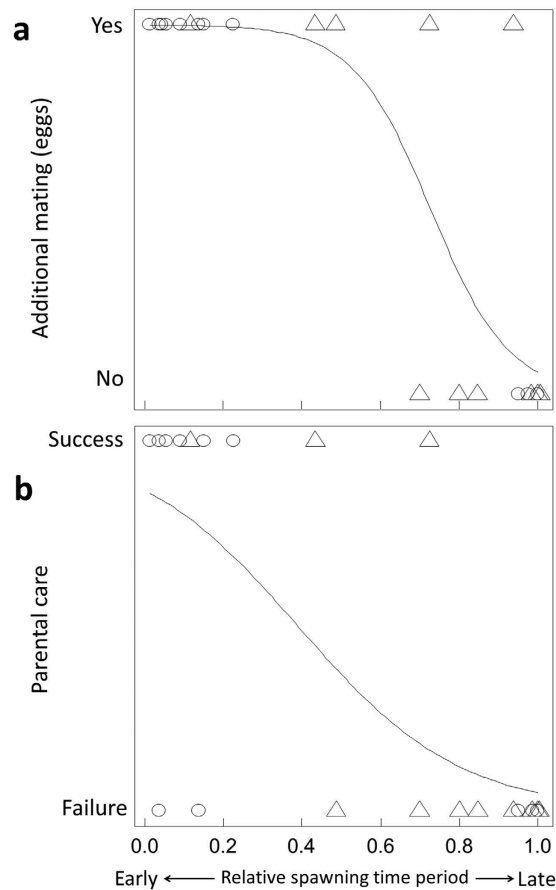 a
Yes
Additional mating (eggs)
No
Success
b
Parental care
Failure
0.0 0.2 0.4 0.6 0.8 1.0
Early Relative spawning time period Late